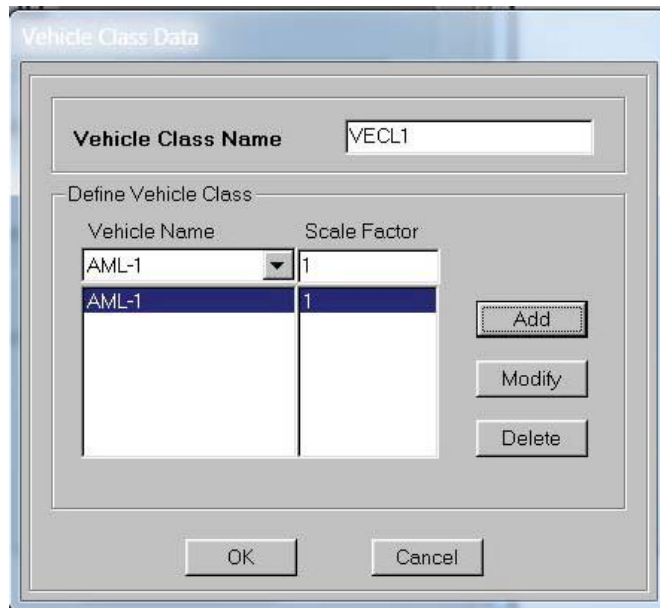 Vehicle Class Data
Vehicle Class Name VECL1
Define Vehicle Class
Vehicle Name Scale Factor
AML-1 1
AML-1 1
Add
Modify
Delete
OK Cancel